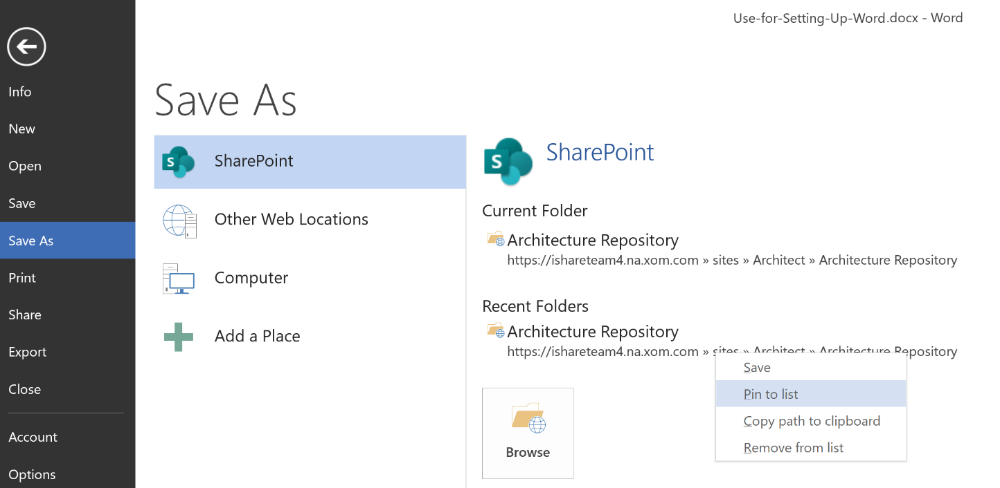 Use-for-Setting-Up-Word.docx - Word
Info
New
Open
Save
Save As
Print
Share
Export
Close
Account
Options
Save As
S SharePoint
Other Web Locations
Computer
Add a Place
S SharePoint
Current Folder
Architecture Repository
https://ishareteam4.na.xom.com » sites » Architect » Architecture Repository
Recent Folders
Architecture Repository
https://ishareteam4.na.xom.com » sites » Architect » Architecture Repository
Save
Pin to list
Copy path to clipboard
Remove from list
Browse